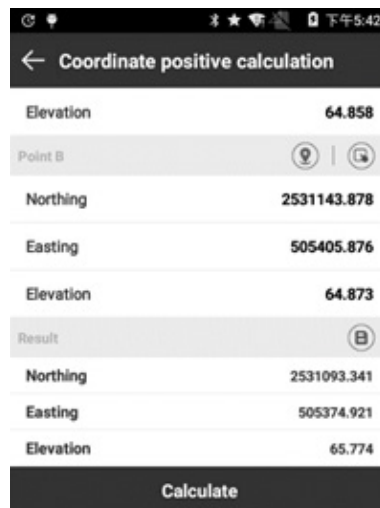 下午5:42
Coordinate positive calculation
Elevation 64.858
Point B
Northing 2531143.878
Easting 505405.876
Elevation 64.873
Result
Northing 2531093.341
Easting 505374.921
Elevation 65.774
Calculate